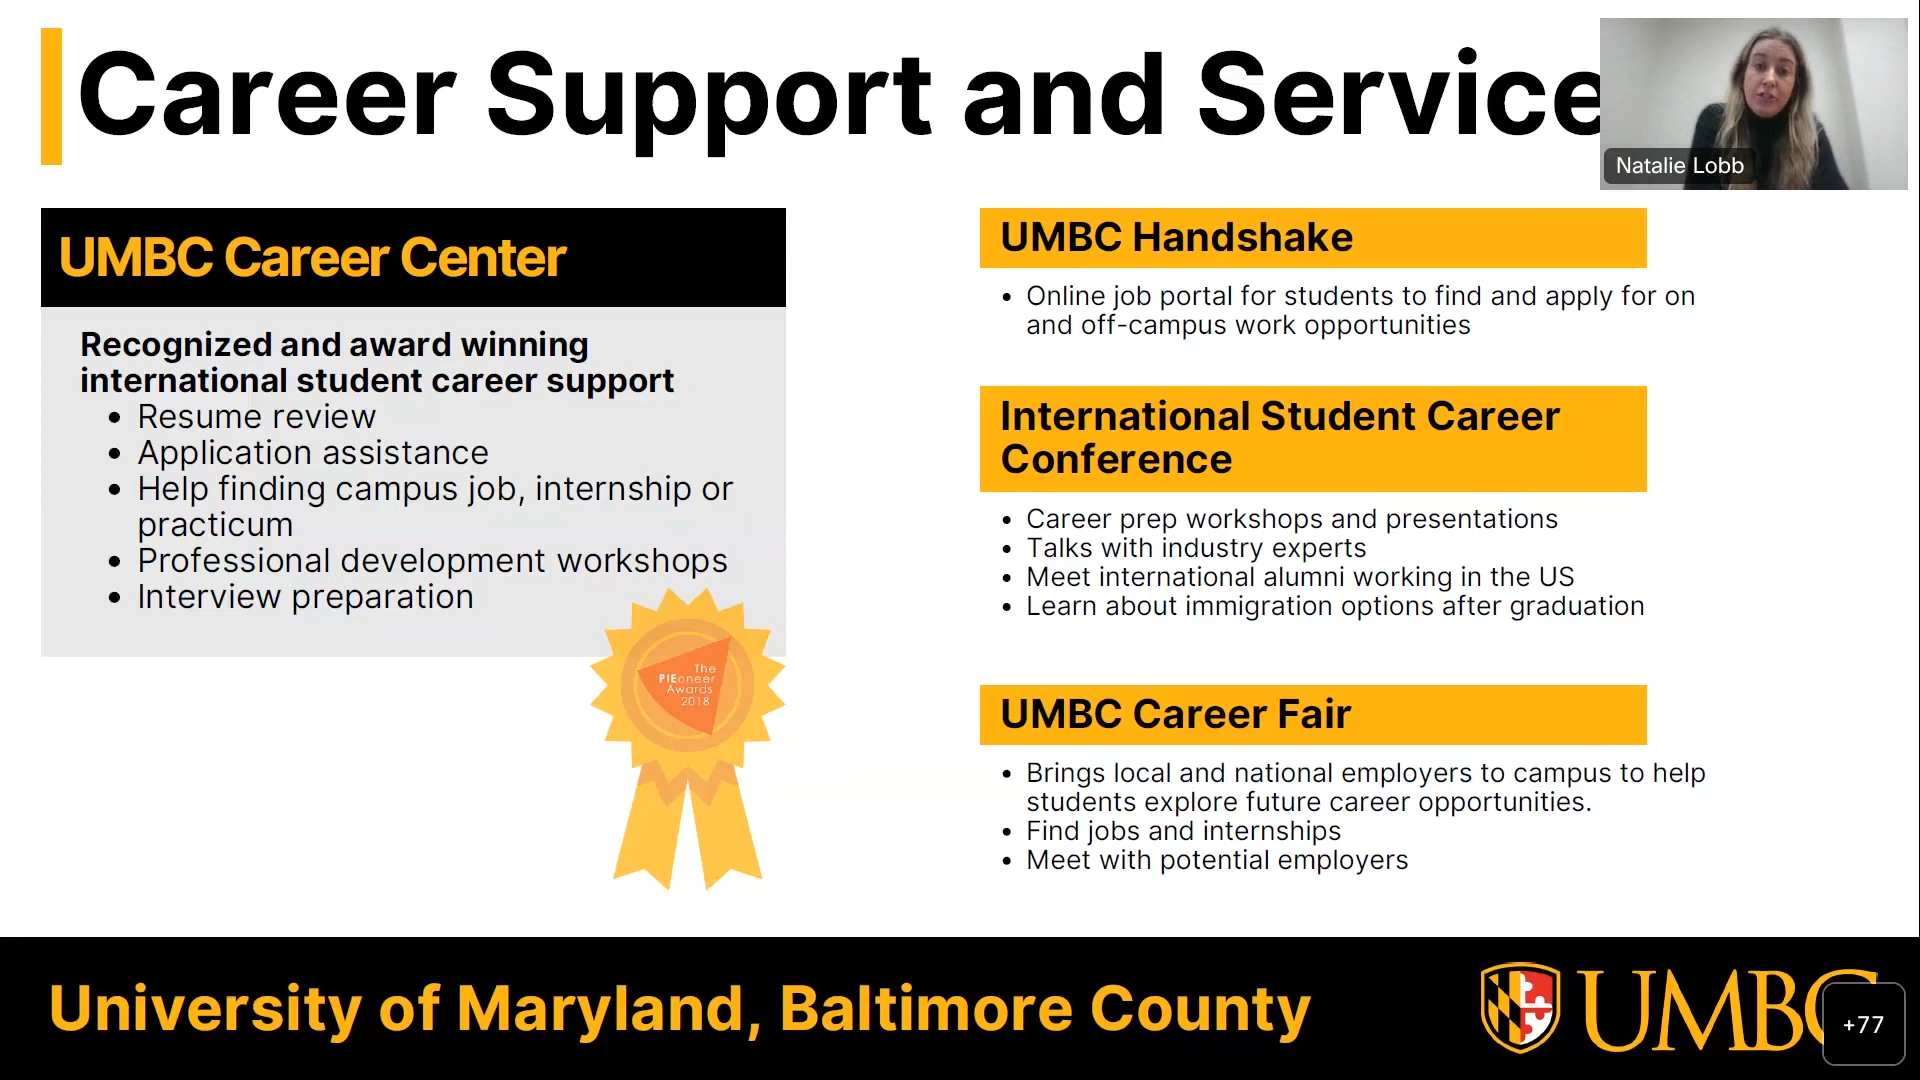 Career Support and Service
Natalie Lobb
UMBC Career Center
Recognized and award winning
international student career support
• Resume review
• Application assistance
• Help finding campus job, internship or
practicum
• Professional development workshops
• Interview preparation
The
PIEoneer
Awards
2018
UMBC Handshake
• Online job portal for students to find and apply for on
and off-campus work opportunities
International Student Career
Conference
• Career prep workshops and presentations
• Talks with industry experts
• Meet international alumni working in the US
• Learn about immigration options after graduation
UMBC Career Fair
• Brings local and national employers to campus to help
students explore future career opportunities.
• Find jobs and internships
• Meet with potential employers
University of Maryland, Baltimore County
UMBC
+77